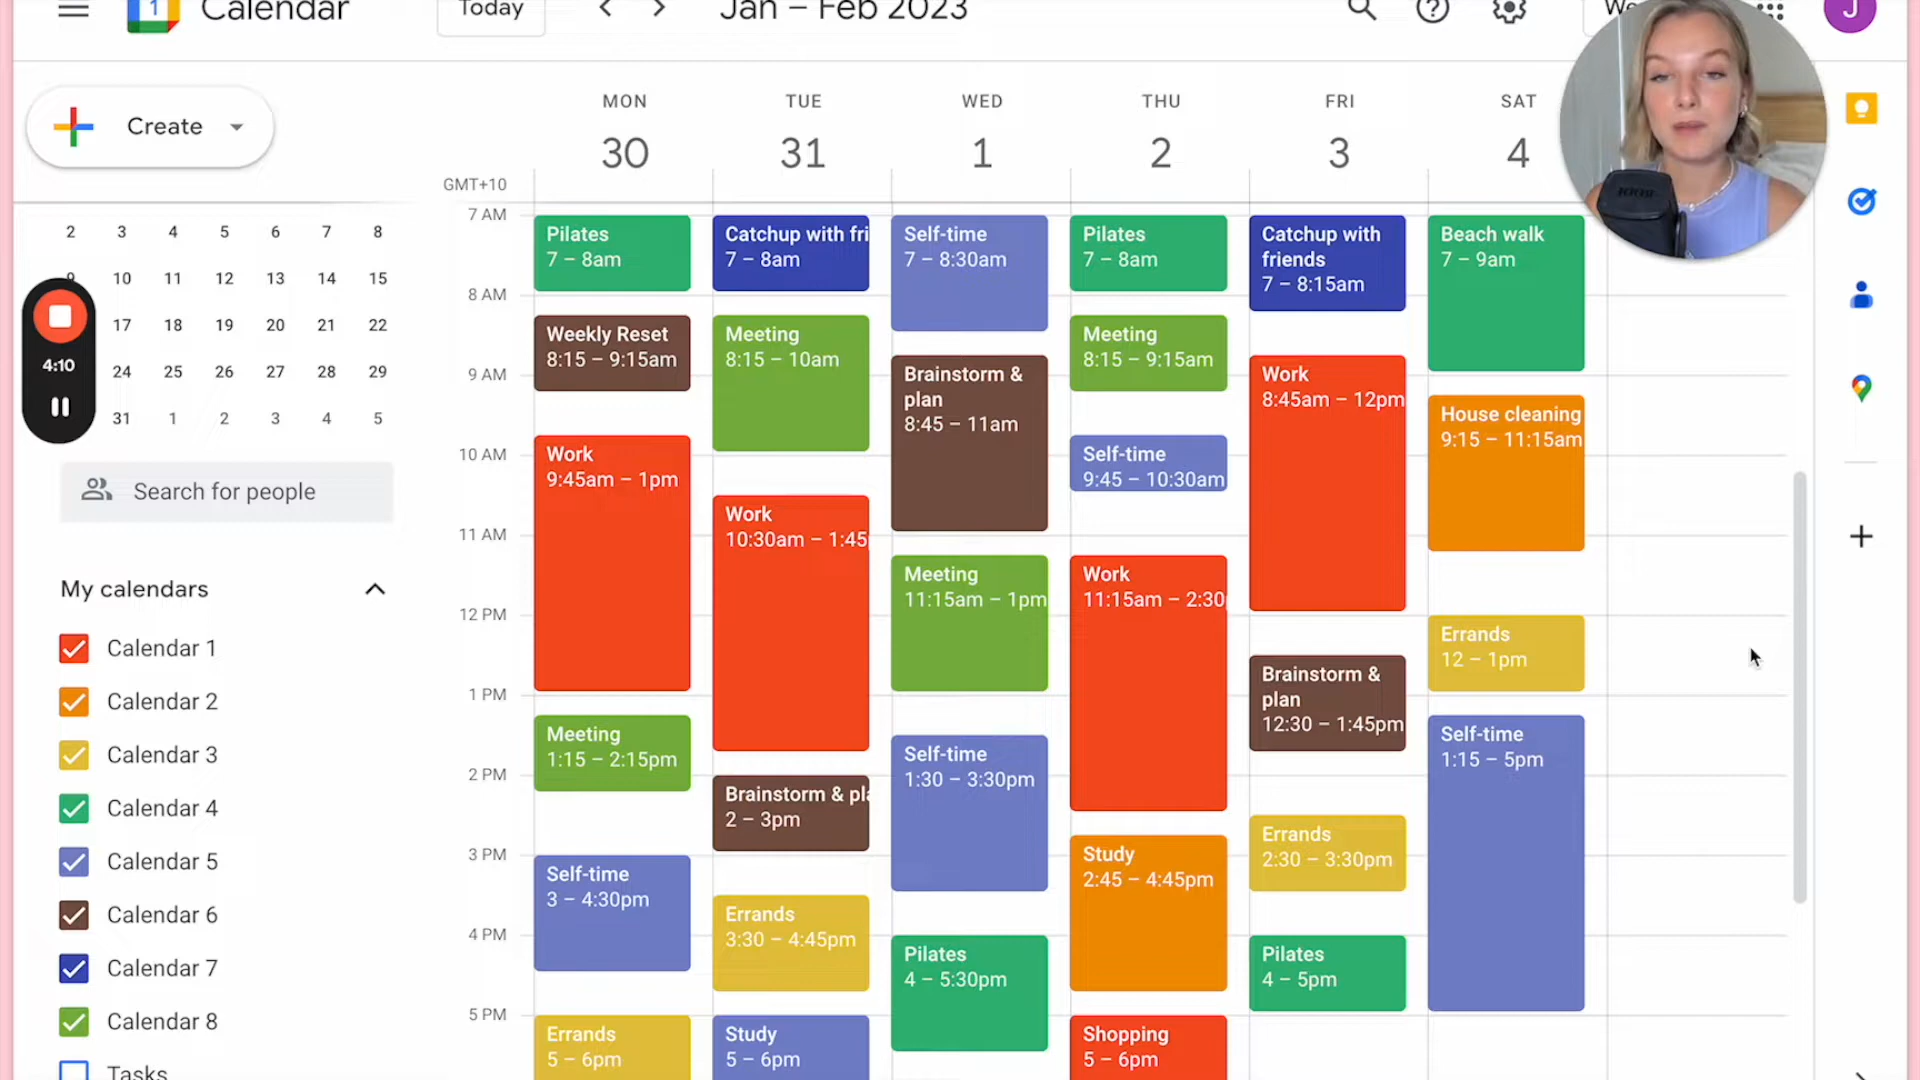 Calendar
Today
Jan – Feb 2023
We
J
Create
MON
TUE
WED
THU
FRI
SAT
30
31
1
2
3
4
GMT+10
2 3 4 5 6 7 8
9 10 11 12 13 14 15
17 18 19 20 21 22
24 25 26 27 28 29
31 1 2 3 4 5
4:10
Search for people
My calendars
Calendar 1
Calendar 2
Calendar 3
Calendar 4
Calendar 5
Calendar 6
Calendar 7
Calendar 8
Tasks
7 AM
8 AM
9 AM
10 AM
11 AM
12 PM
1 PM
2 PM
3 PM
4 PM
5 PM
Pilates
7 – 8am
Weekly Reset
8:15 – 9:15am
Work
9:45am – 1pm
Meeting
1:15 – 2:15pm
Self-time
3 – 4:30pm
Errands
5 – 6pm
Catchup with fri
7 – 8am
Meeting
8:15 – 10am
Work
10:30am – 1:45
Brainstorm & pla
2 – 3pm
Errands
3:30 – 4:45pm
Study
5 – 6pm
Self-time
7 – 8:30am
Brainstorm &
plan
8:45 – 11am
Meeting
11:15am – 1pm
Self-time
1:30 – 3:30pm
Pilates
4 – 5:30pm
Pilates
7 – 8am
Meeting
8:15 – 9:15am
Self-time
9:45 – 10:30am
Work
11:15am – 2:30
Study
2:45 – 4:45pm
Shopping
5 – 6pm
Catchup with
friends
7 – 8:15am
Work
8:45am – 12pm
Brainstorm &
plan
12:30 – 1:45pm
Errands
2:30 – 3:30pm
Pilates
4 – 5pm
Beach walk
7 – 9am
House cleaning
9:15 – 11:15am
Errands
12 – 1pm
Self-time
1:15 – 5pm